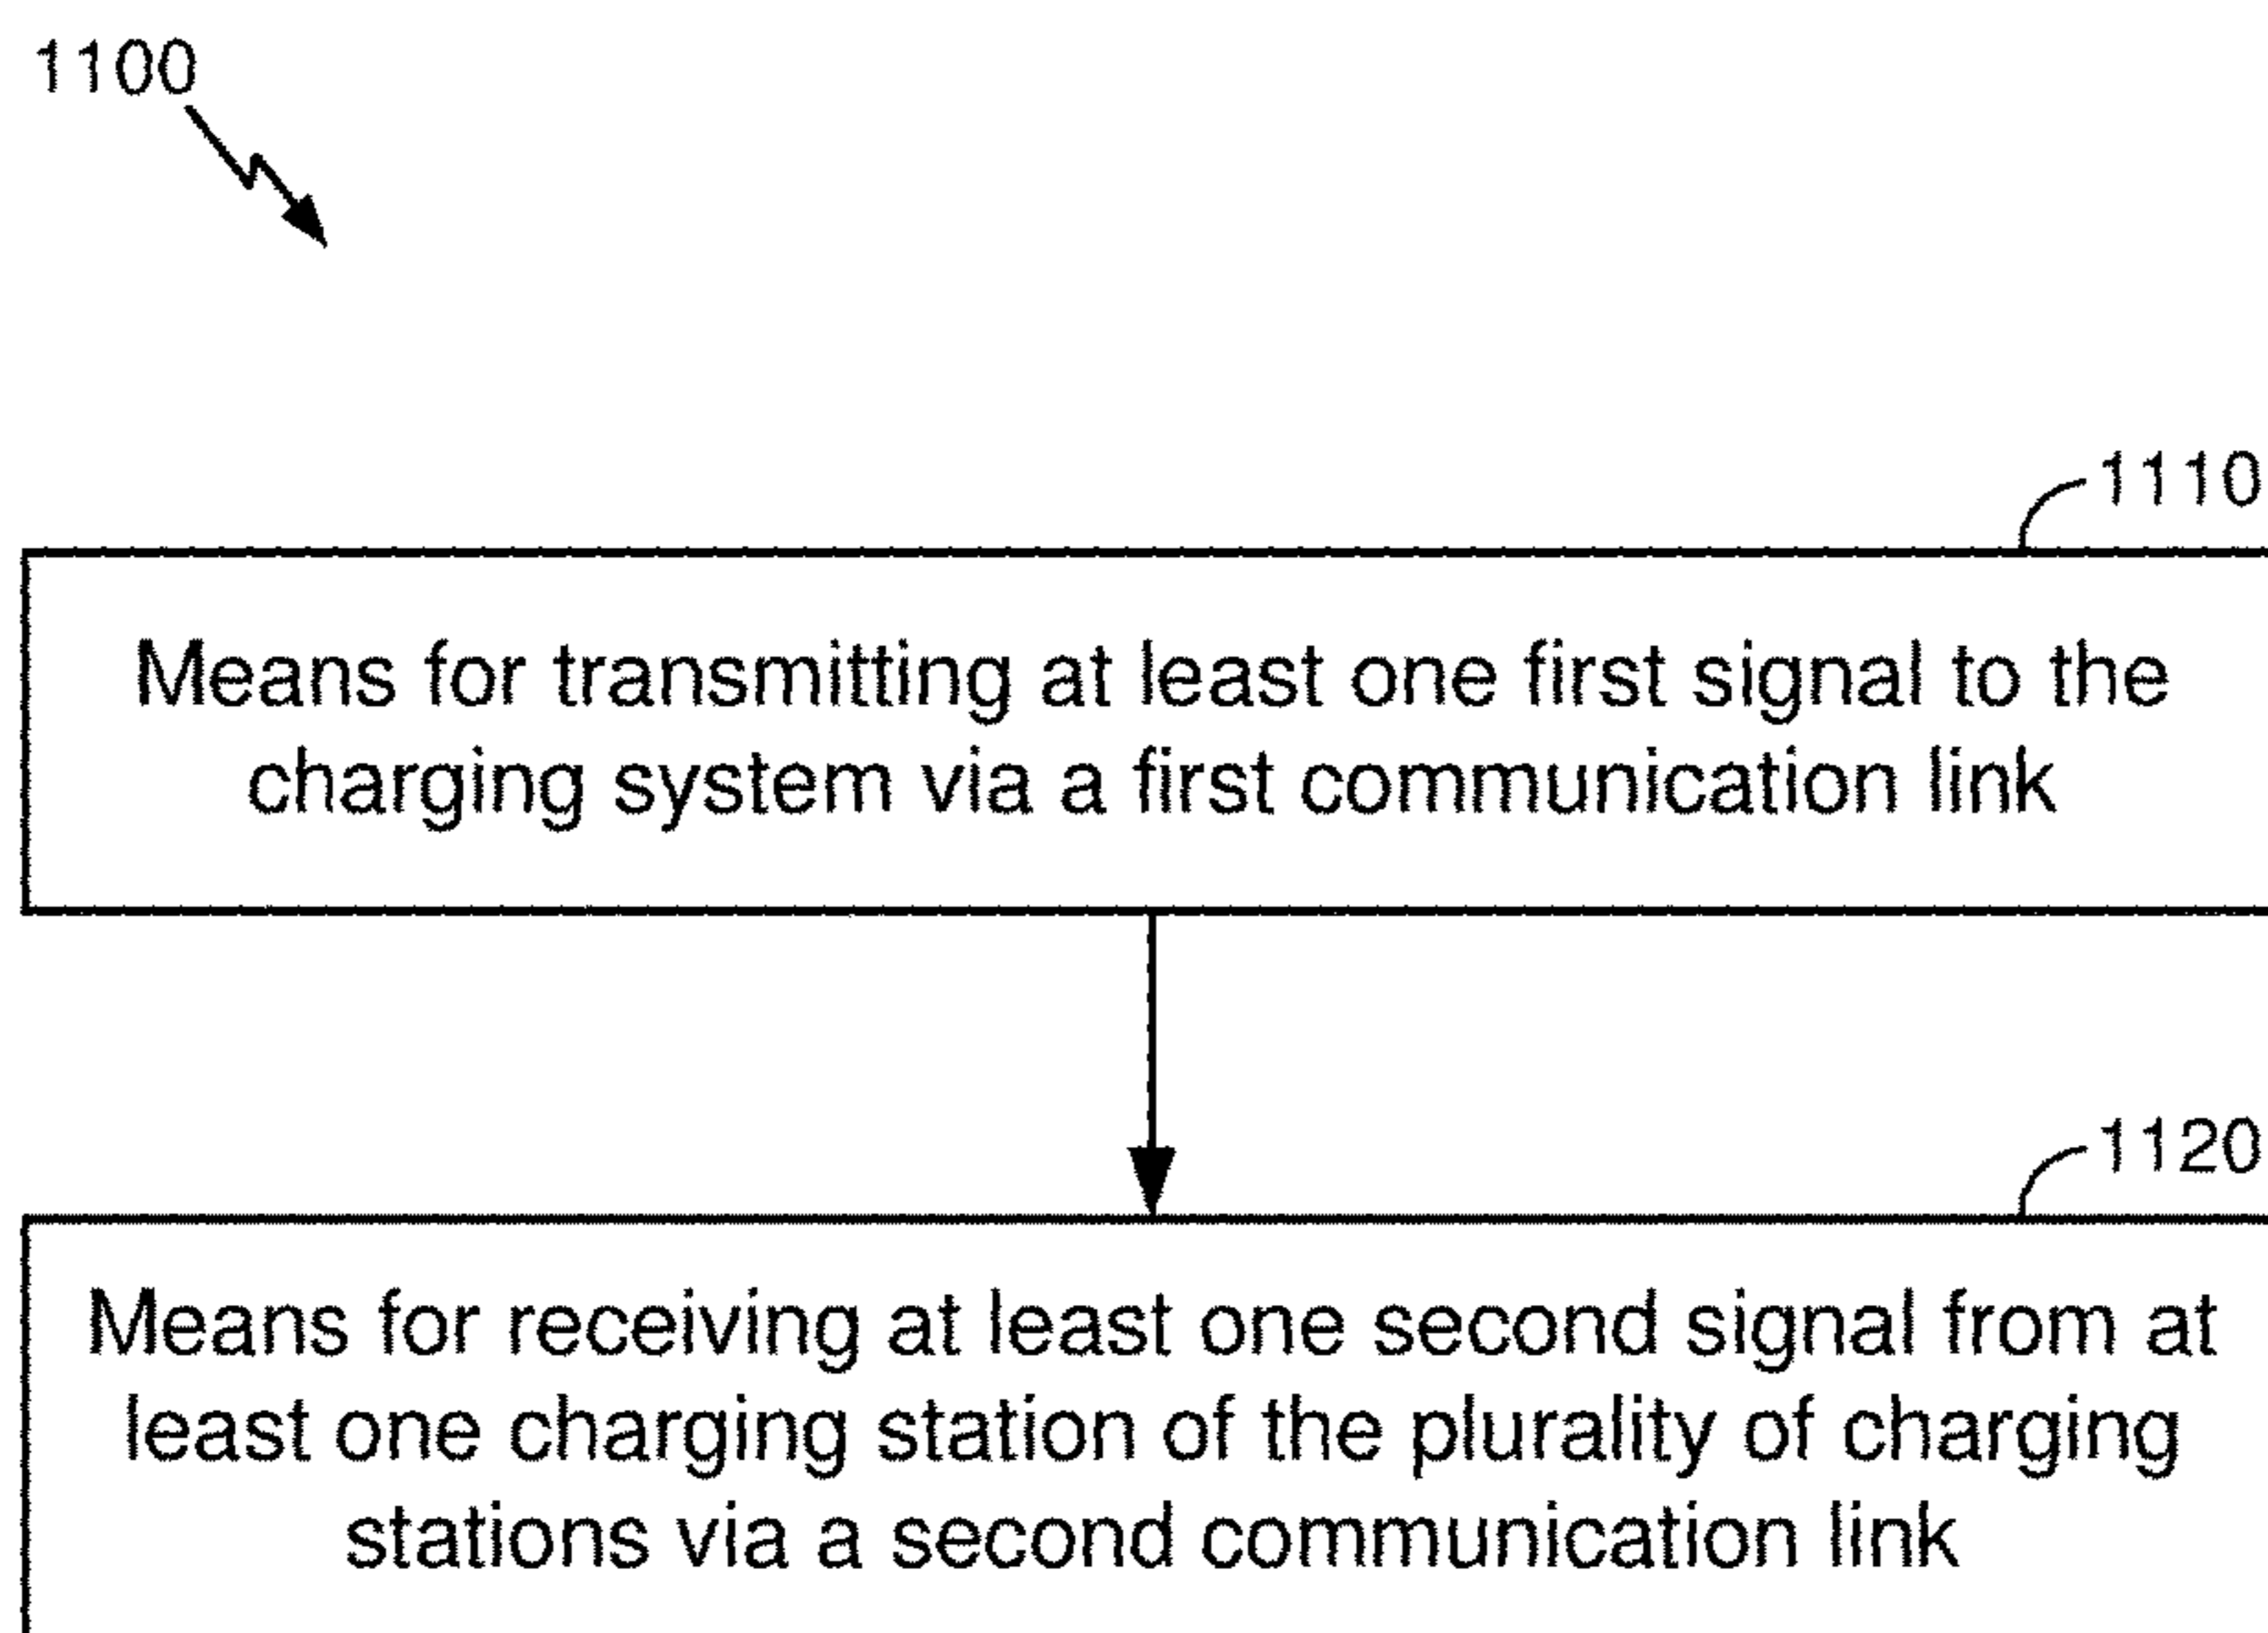 1100
1110
Means for transmitting at least one first signal to the
charging system via a first communication link
1120
Means for receiving at least one second signal from at
least one charging station of the plurality of charging
stations via a second communication link